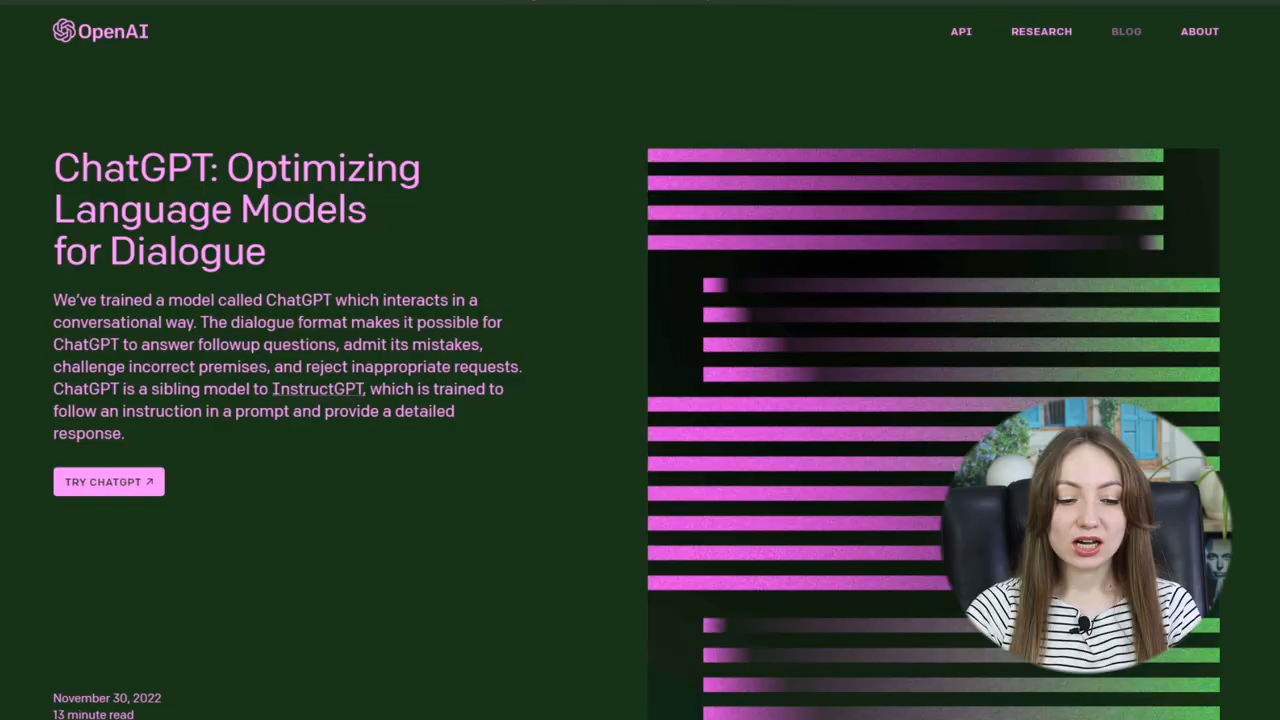 OpenAI
API
RESEARCH
BLOG
ABOUT
ChatGPT: Optimizing
Language Models
for Dialogue
We’ve trained a model called ChatGPT which interacts in a
conversational way. The dialogue format makes it possible for
ChatGPT to answer followup questions, admit its mistakes,
challenge incorrect premises, and reject inappropriate requests.
ChatGPT is a sibling model to InstructGPT, which is trained to
follow an instruction in a prompt and provide a detailed
response.
TRY CHATGPT ↗
November 30, 2022
13 minute read